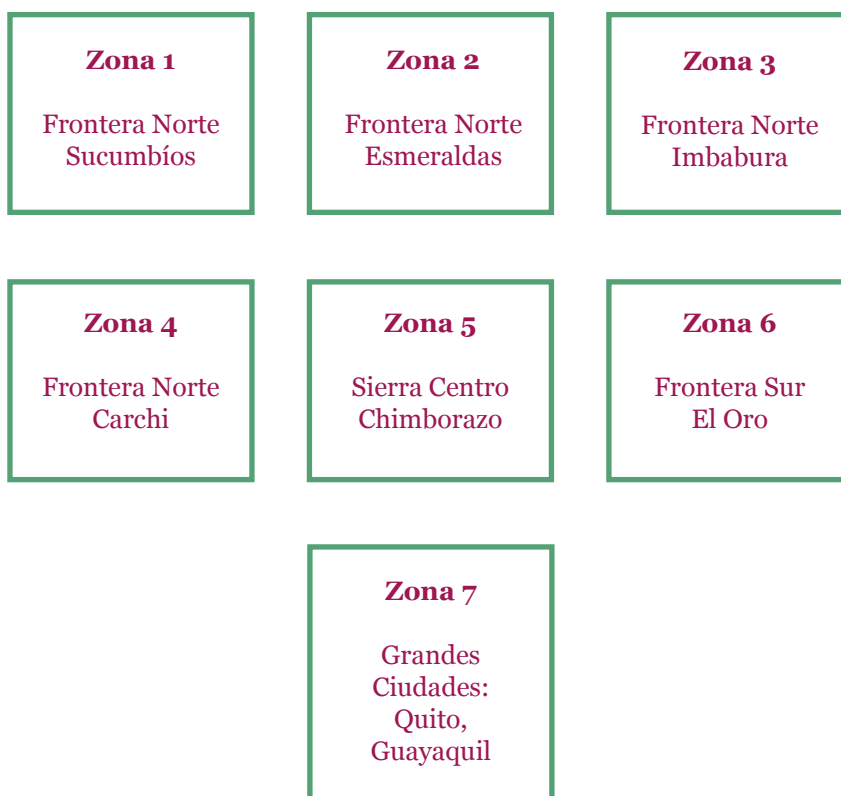 Zona 1
Frontera Norte
Sucumbíos
Zona 2
Frontera Norte
Esmeraldas
Zona 3
Frontera Norte
Imbabura
Zona 4
Frontera Norte
Carchi
Zona 5
Sierra Centro
Chimborazo
Zona 6
Frontera Sur
El Oro
Zona 7
Grandes
Ciudades:
Quito,
Guayaquil